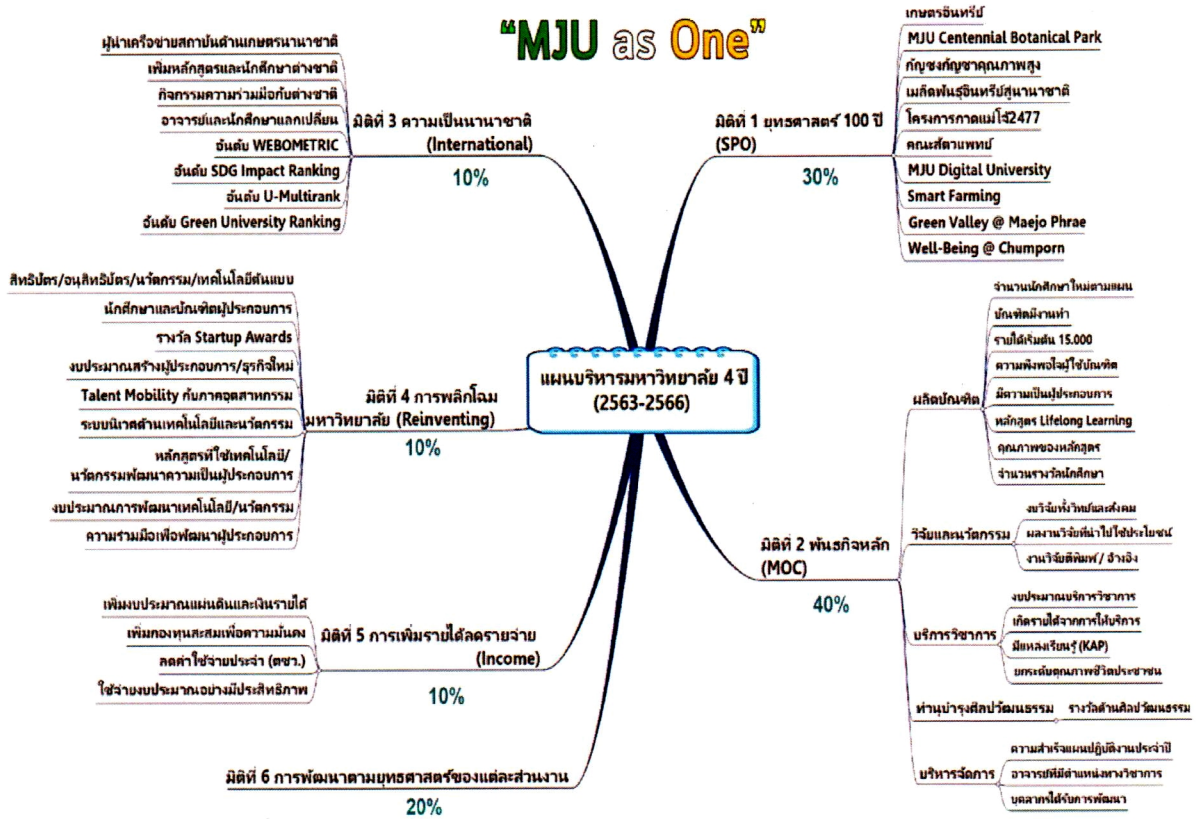 “MJU as One”
ผู้นำเครือข่ายสถาบันด้านเกษตรนานาชาติ
เพิ่มหลักสูตรและนักศึกษาต่างชาติ
กิจกรรมความร่วมมือกับต่างชาติ
อาจารย์และนักศึกษาแลกเปลี่ยน
อันดับ WEBOMETRIC
อันดับ SDG Impact Ranking
อันดับ U-Multirank
อันดับ Green University Ranking
มิติที่ 3 ความเป็นนานาชาติ
(International)
10%
มิติที่ 1 ยุทธศาสตร์ 100 ปี
(SPO)
30%
เกษตรอินทรีย์
MJU Centennial Botanical Park
กัญชงกัญชาคุณภาพสูง
เมล็ดพันธุ์อินทรีย์สู่นานาชาติ
โครงการกาดแม่โจ้2477
คณะสัตวแพทย์
MJU Digital University
Smart Farming
Green Valley @ Maejo Phrae
Well-Being @ Chumporn
สิทธิบัตร/อนุสิทธิบัตร/นวัตกรรม/เทคโนโลยีต้นแบบ
นักศึกษาและบัณฑิตผู้ประกอบการ
รางวัล Startup Awards
งบประมาณสร้างผู้ประกอบการ/ธุรกิจใหม่
Talent Mobility กับภาคอุตสาหกรรม
ระบบนิเวศด้านเทคโนโลยีและนวัตกรรม
หลักสูตรที่ใช้เทคโนโลยี/
นวัตกรรมพัฒนาความเป็นผู้ประกอบการ
งบประมาณการพัฒนาเทคโนโลยี/นวัตกรรม
ความร่วมมือเพื่อพัฒนาผู้ประกอบการ
มิติที่ 4 การพลิกโฉม
มหาวิทยาลัย (Reinventing)
10%
แผนบริหารมหาวิทยาลัย 4 ปี
(2563-2566)
มิติที่ 2 พันธกิจหลัก
(MOC)
40%
ผลิตบัณฑิต
จำนวนนักศึกษาใหม่ตามแผน
บัณฑิตมีงานทำ
รายได้เริ่มต้น 15.000
ความพึงพอใจผู้ใช้บัณฑิต
มีความเป็นผู้ประกอบการ
หลักสูตร Lifelong Learning
คุณภาพของหลักสูตร
จำนวนรางวัลนักศึกษา
วิจัยและนวัตกรรม
งบวิจัยทั้งวิทย์และสังคม
ผลงานวิจัยที่นำไปใช้ประโยชน์
งานวิจัยตีพิมพ์/ อ้างอิง
บริการวิชาการ
งบประมาณบริการวิชาการ
เกิดรายได้จากการให้บริการ
มีแหล่งเรียนรู้ (KAP)
ยกระดับคุณภาพชีวิตประชาชน
ทำนุบำรุงศิลปวัฒนธรรม
รางวัลด้านศิลปวัฒนธรรม
บริหารจัดการ
ความสำเร็จแผนปฏิบัติงานประจำปี
อาจารย์ที่มีตำแหน่งทางวิชาการ
บุคลากรได้รับการพัฒนา
เพิ่มงบประมาณแผ่นดินและเงินรายได้
เพิ่มกองทุนสะสมเพื่อความมั่นคง
ลดค่าใช้จ่ายประจำ (ตชว.)
ใช้จ่ายงบประมาณอย่างมีประสิทธิภาพ
มิติที่ 5 การเพิ่มรายได้ลดรายจ่าย
(Income)
10%
มิติที่ 6 การพัฒนาตามยุทธศาสตร์ของแต่ละส่วนงาน
20%